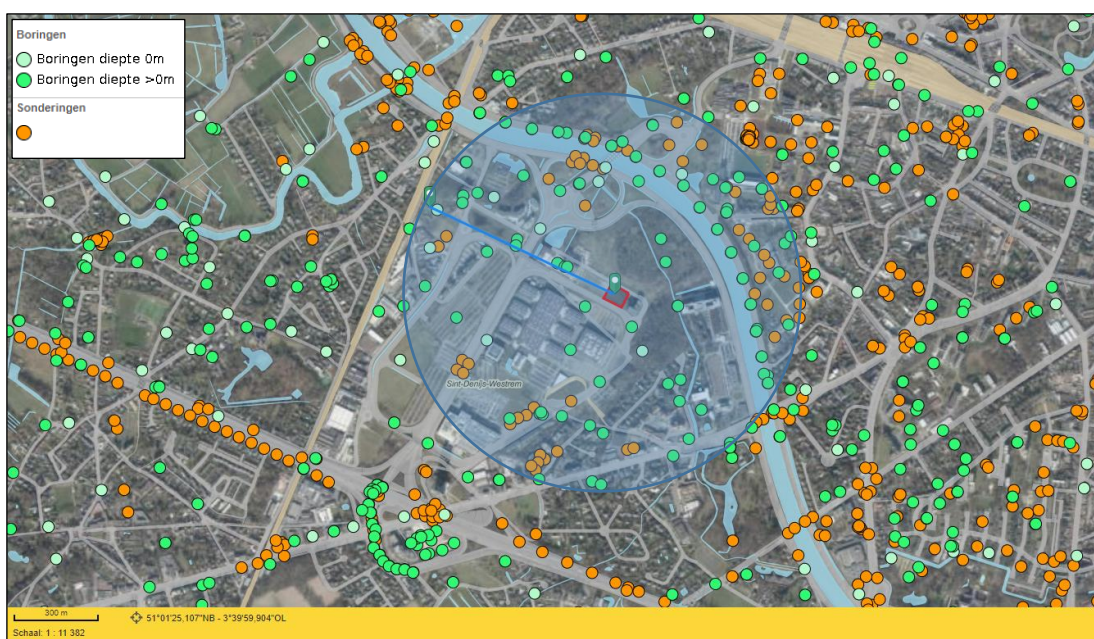 Boringen
Boringen diepte 0m
Boringen diepte >0m
Sonderingen
Sint-Denijs-Westrem
300 m
51°01'25,107"NB - 3°39'59,904"OL
Schaal: 1 : 11 382